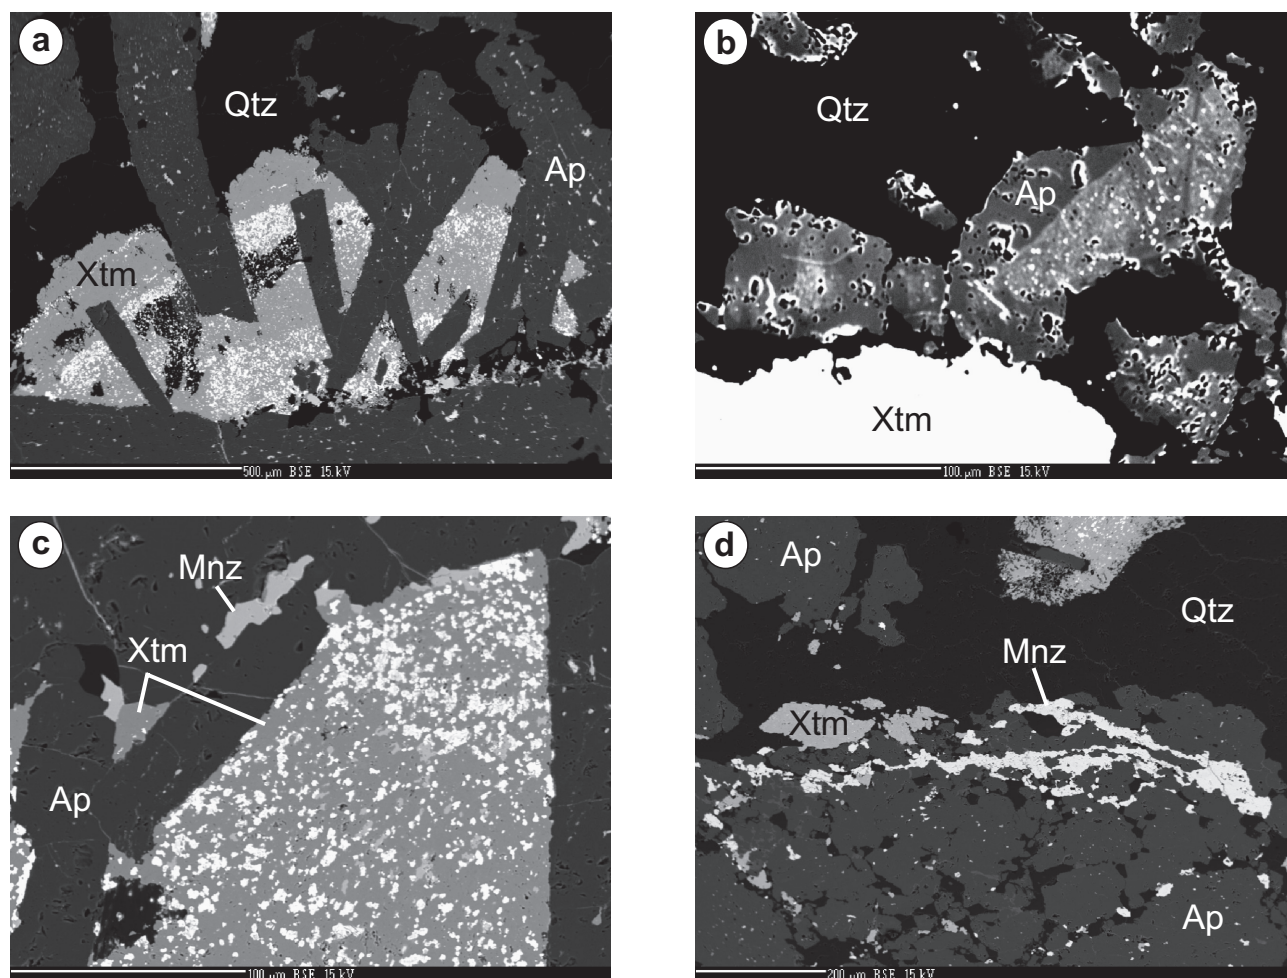 a
Qtz
Ap
Xtm
500.µm BSE 15.kV
b
Qtz
Ap
Xtm
100.µm BSE 15.kV
c
Mnz
Xtm
Ap
100.µm BSE 15.kV
d
Ap
Qtz
Mnz
Xtm
Ap
200.µm BSE 15.kV